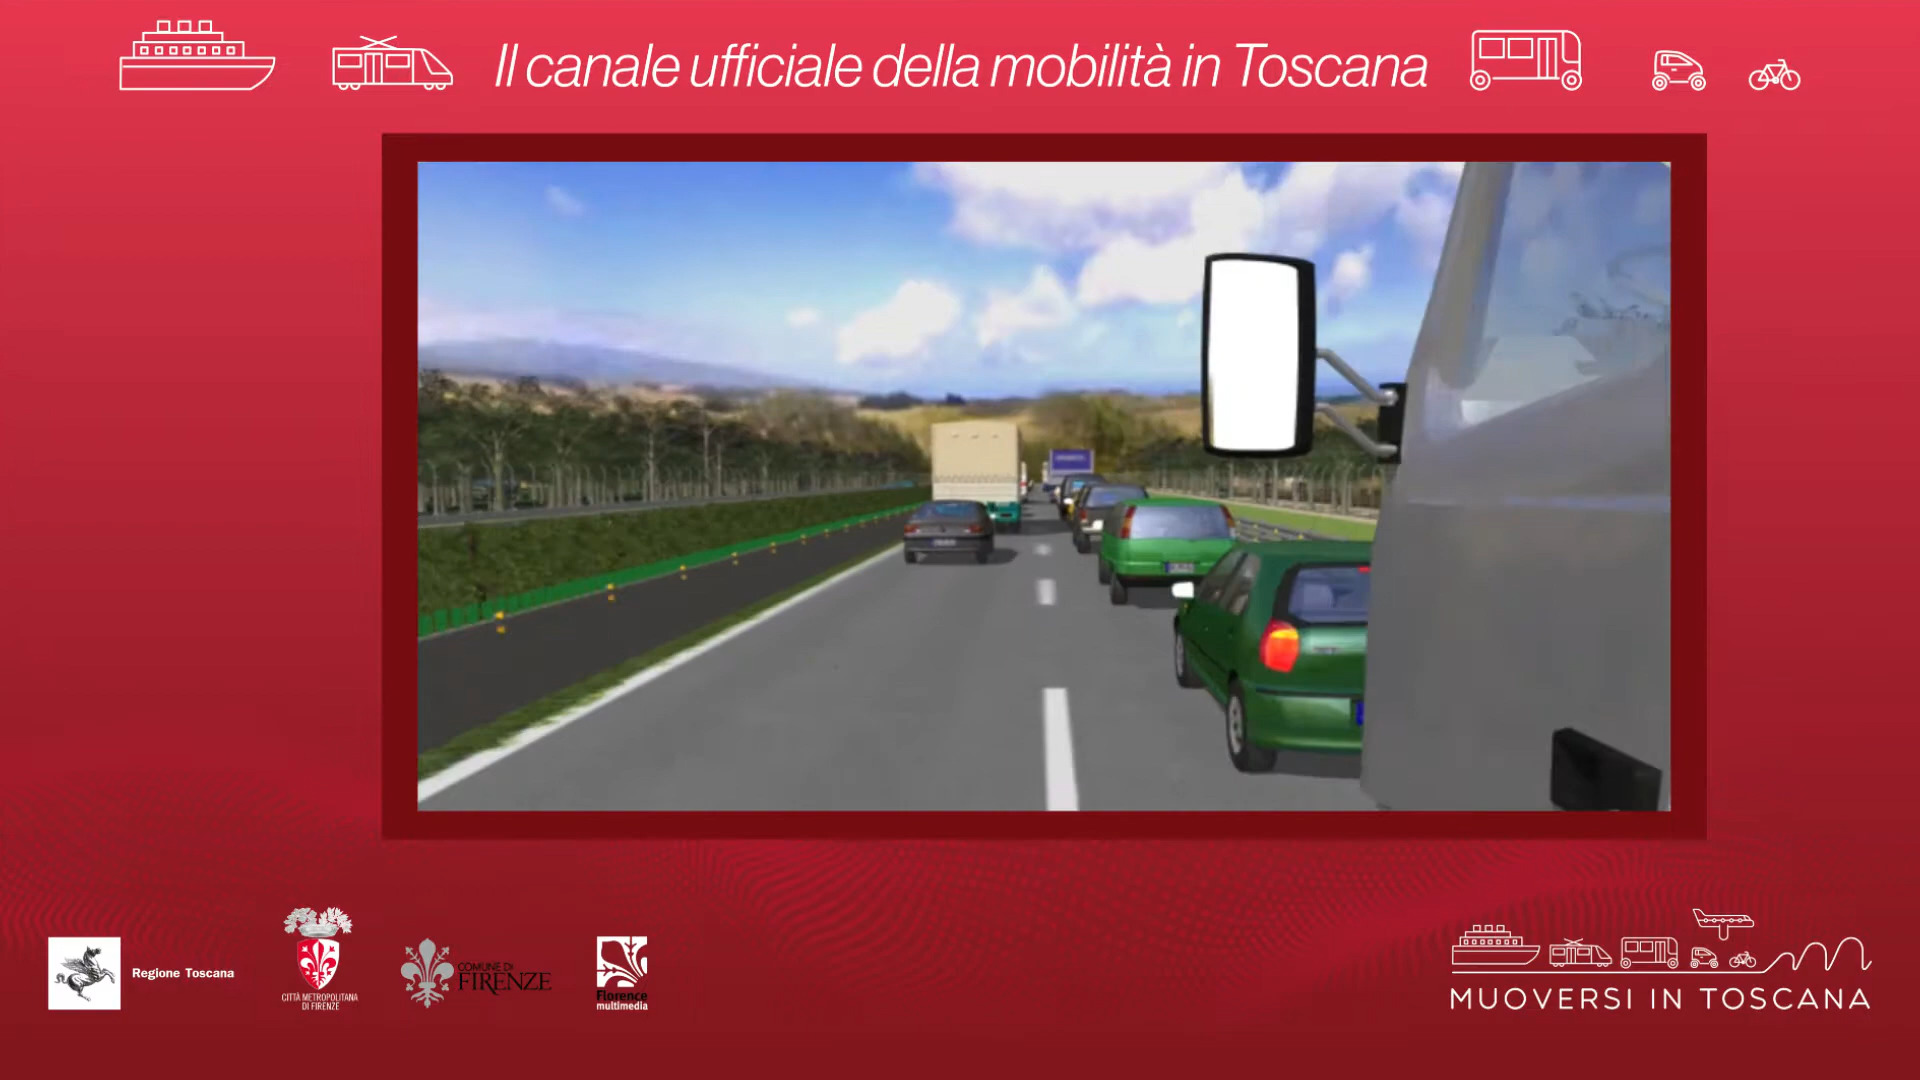 Il canale ufficiale della mobilità in Toscana
Regione Toscana
CITTÀ METROPOLITANA
DI FIRENZE
COMUNE DI
FIRENZE
Florence
multimedia
MUOVERSI IN TOSCANA